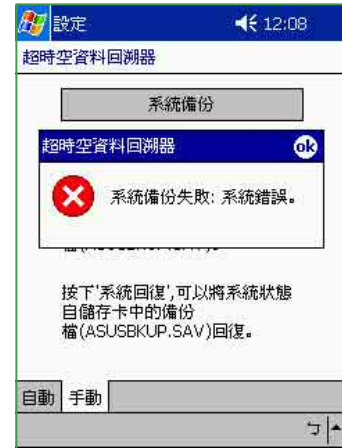 設定
12:08
超時空資料回溯器
系統備份
超時空資料回溯器
ok
系統備份失敗: 系統錯誤。
按下'系統回復',可以將系統狀態
自儲存卡中的備份
檔(ASUSBKUP.SAV)回復。
自動 手動
ㄅ